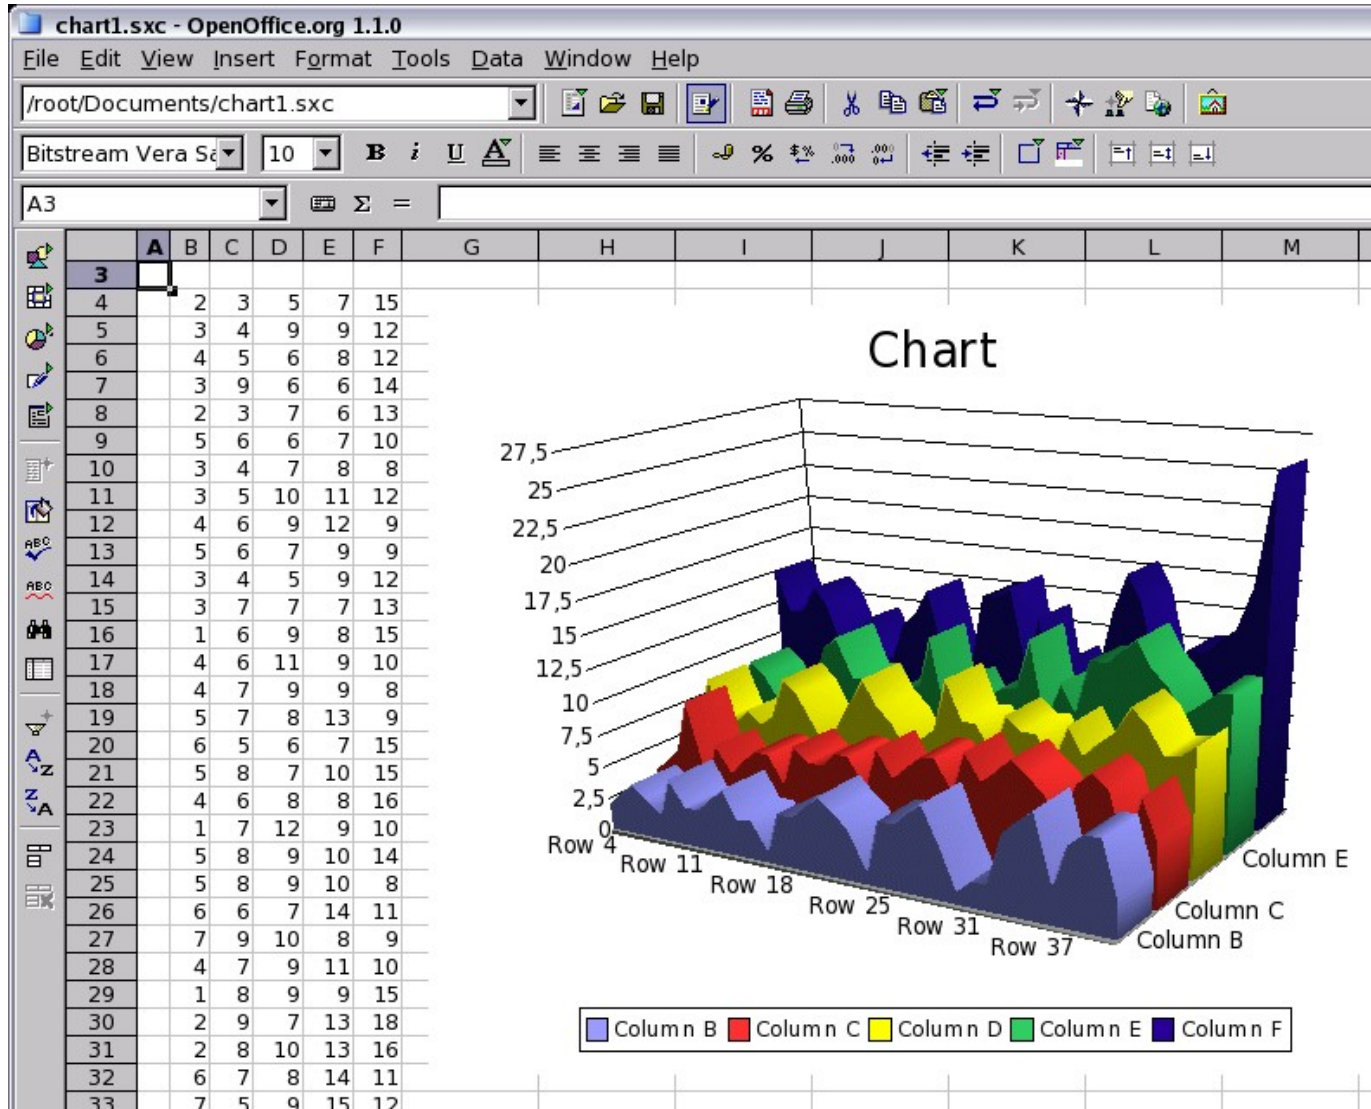 chart1.sxc - OpenOffice.org 1.1.0
File Edit View Insert Format Tools Data Window Help
/root/Documents/chart1.sxc
Bitstream Vera Sa 10 B i U A
A3 Σ =
A B C D E F G H I J K L M
3
4 2 3 5 7 15
5 3 4 9 9 12
6 4 5 6 8 12
7 3 9 6 6 14
8 2 3 7 6 13
9 5 6 6 7 10
10 3 4 7 8 8
11 3 5 10 11 12
12 4 6 9 12 9
13 5 6 7 9 9
14 3 4 5 9 12
15 3 7 7 7 13
16 1 6 9 8 15
17 4 6 11 9 10
18 4 7 9 9 8
19 5 7 8 13 9
20 6 5 6 7 15
21 5 8 7 10 15
22 4 6 8 8 16
23 1 7 12 9 10
24 5 8 9 10 14
25 5 8 9 10 8
26 6 6 7 14 11
27 7 9 10 8 9
28 4 7 9 11 10
29 1 8 9 9 15
30 2 9 7 13 18
31 2 8 10 13 16
32 6 7 8 14 11
33 7 5 9 15 12
Chart
27,5
25
22,5
20
17,5
15
12,5
10
7,5
5
2,5
0
Row 4
Row 11
Row 18
Row 25
Row 31
Row 37
Column B
Column C
Column E
Column B Column C Column D Column E Column F